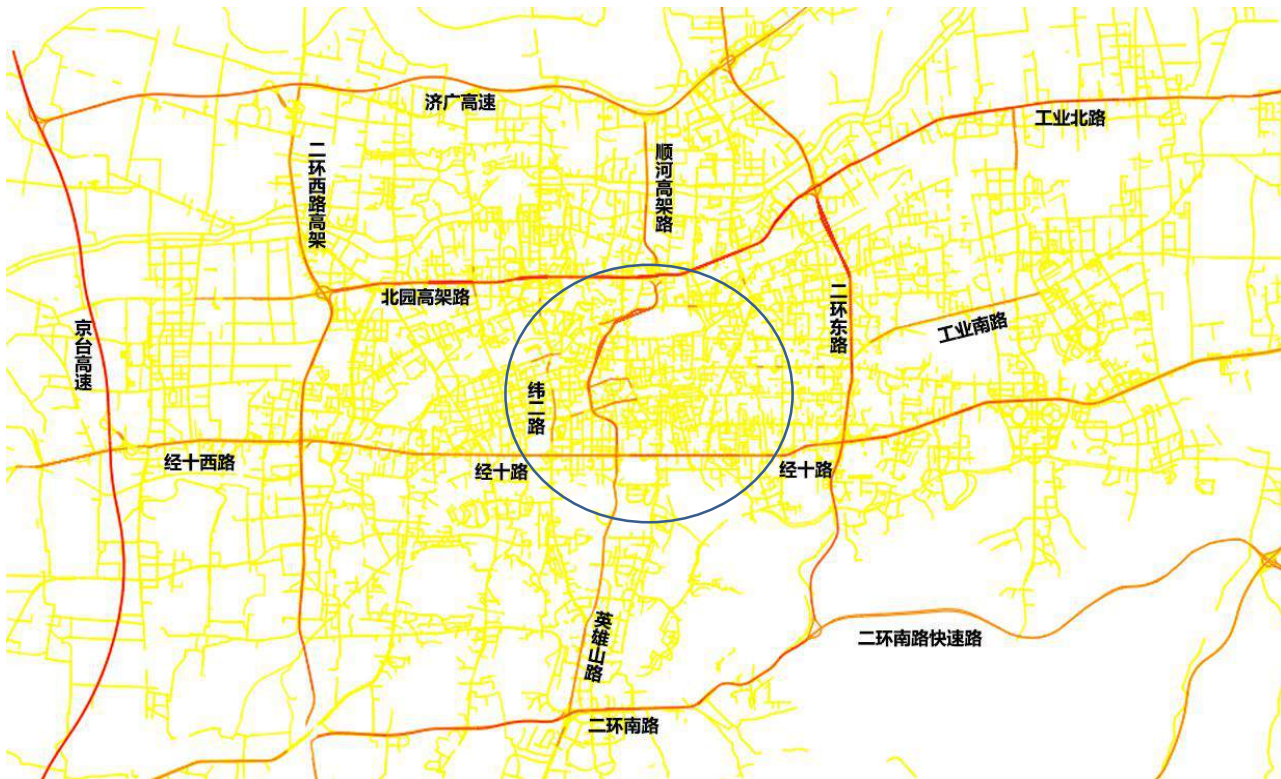 济广高速
工业北路
二环西路高架
顺河高架路
北园高架路
二环东路
工业南路
京台高速
纬二路
经十西路
经十路
经十路
英雄山路
二环南路快速路
二环南路